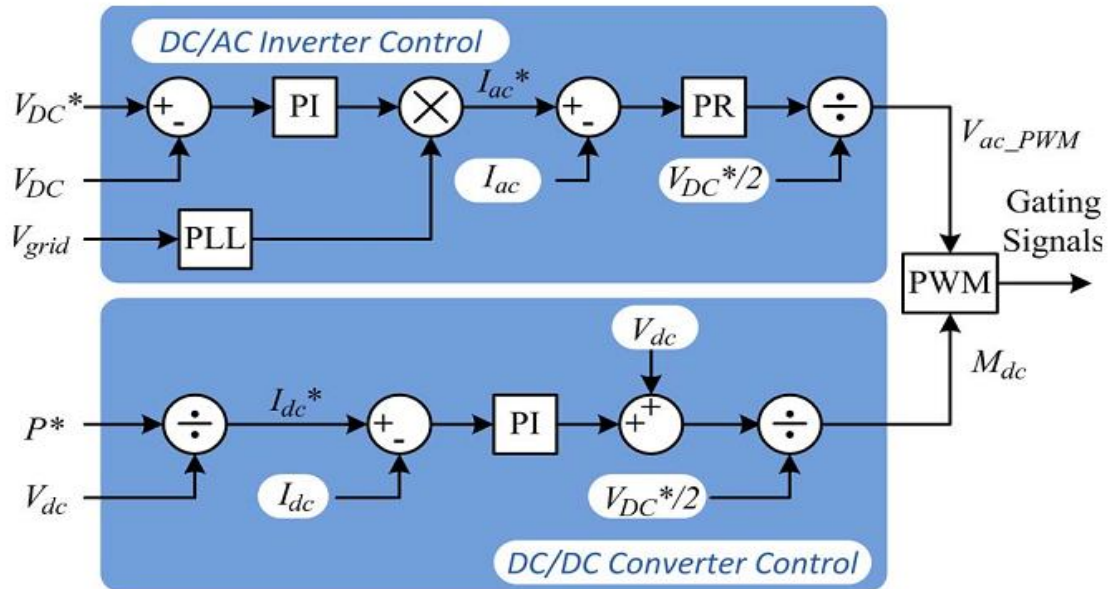 DC/AC Inverter Control
V_DC*
+
-
PI
×
I_ac*
+
-
PR
÷
V_DC
I_ac
V_DC*/2
V_ac_PWM
V_grid
PLL
Gating
Signals
PWM
V_dc
M_dc
P*
÷
I_dc*
+
-
PI
+
+
÷
V_dc
I_dc
V_DC*/2
DC/DC Converter Control